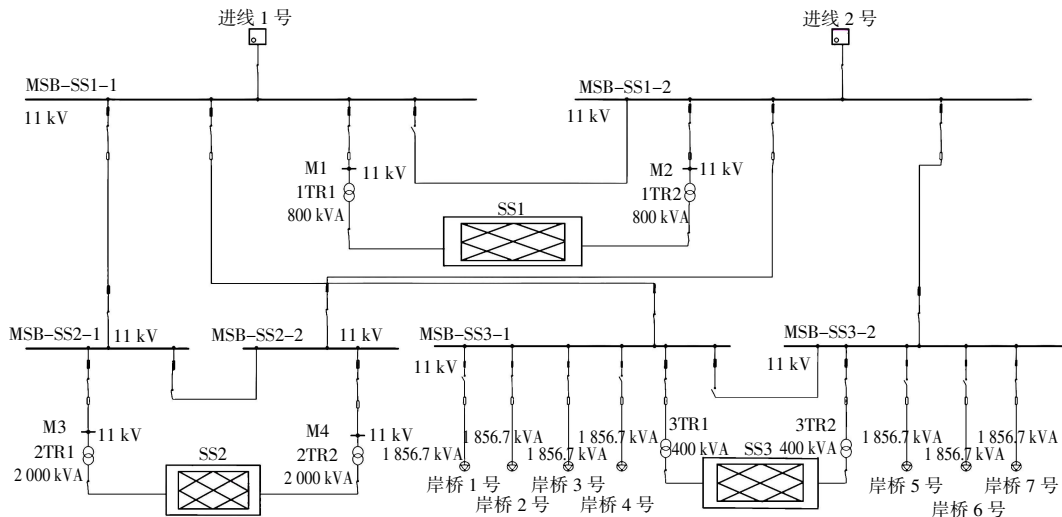 进线 1 号
进线 2 号
MSB-SS1-1
MSB-SS1-2
11 kV
11 kV
M1
11 kV
1TR1
800 kVA
M2
11 kV
1TR2
800 kVA
SS1
MSB-SS2-1
11 kV
MSB-SS2-2
11 kV
MSB-SS3-1
11 kV
MSB-SS3-2
11 kV
M3
11 kV
2TR1
2 000 kVA
SS2
M4
11 kV
2TR2
2 000 kVA
1 856.7 kVA
1 856.7 kVA
1 856.7 kVA
1 856.7 kVA
岸桥 1 号
岸桥 2 号
岸桥 3 号
岸桥 4 号
3TR1
400 kVA
SS3
3TR2
400 kVA
1 856.7 kVA
1 856.7 kVA
1 856.7 kVA
岸桥 5 号
岸桥 6 号
岸桥 7 号